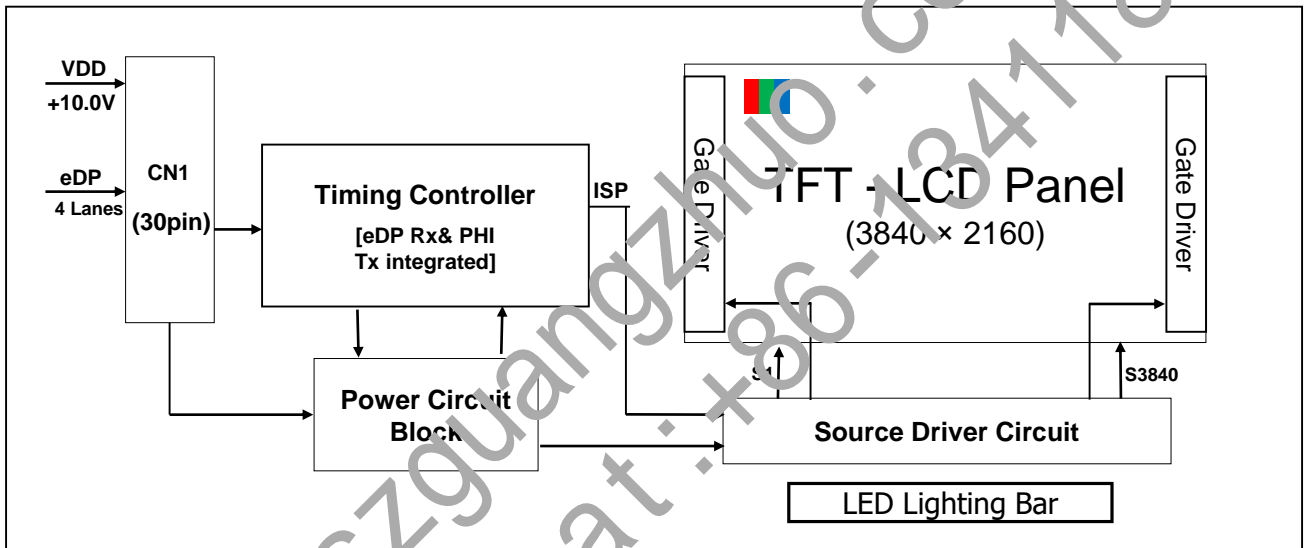 VDD
+10.0V
eDP
4 Lanes
CN1
(30pin)
Timing Controller
[eDP Rx& PHI
Tx integrated]
ISP
Power Circuit
Block
Gate Driver
TFT - LCD Panel
(3840 × 2160)
Gate Driver
S1
S3840
Source Driver Circuit
LED Lighting Bar